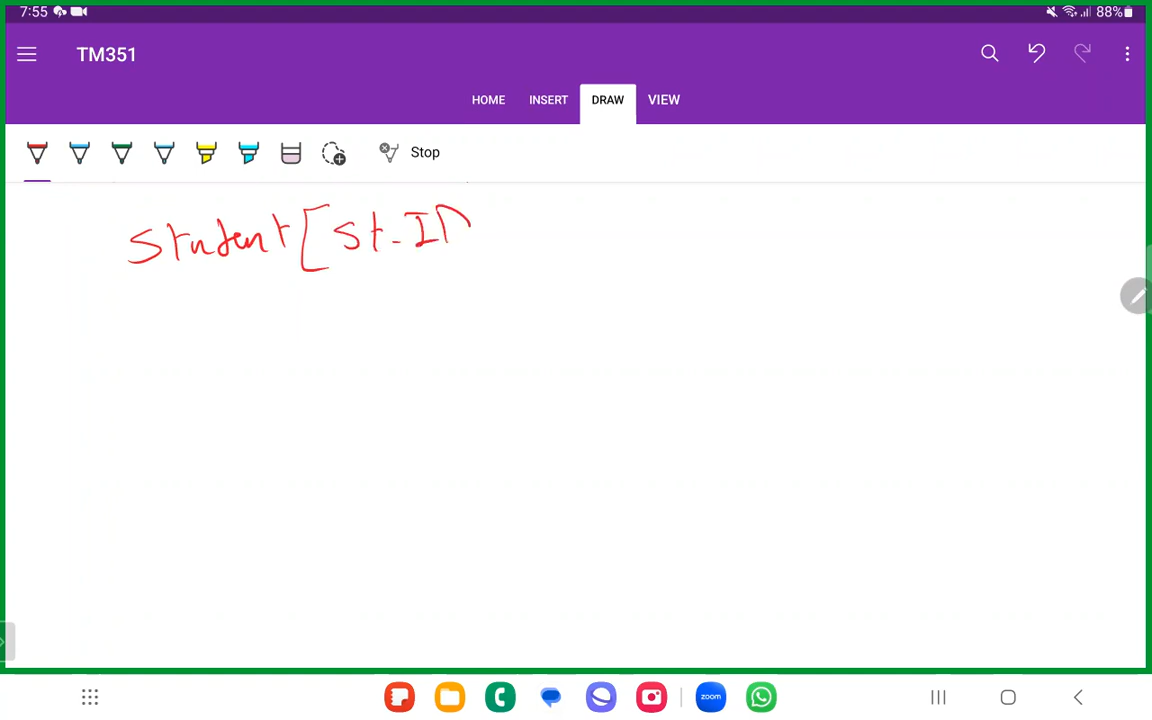 7:55 88%
TM351
HOME INSERT DRAW VIEW
Stop
Student [ St-ID
zoom